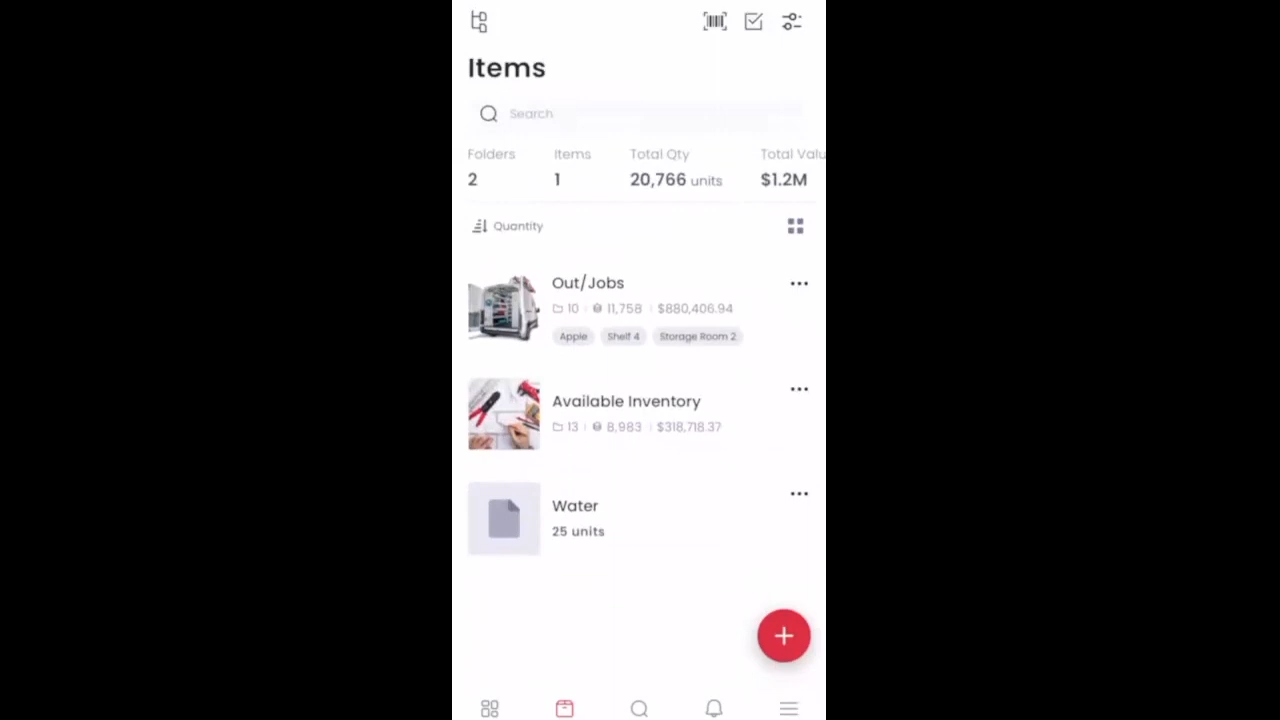 Items
Search
Folders Items Total Qty Total Valu
2 1 20,766 units $1.2M
Quantity
Out/Jobs
10 11,758 $880,406.94
Apple Shelf 4 Storage Room 2
Available Inventory
13 8,983 $318,718.37
Water
25 units